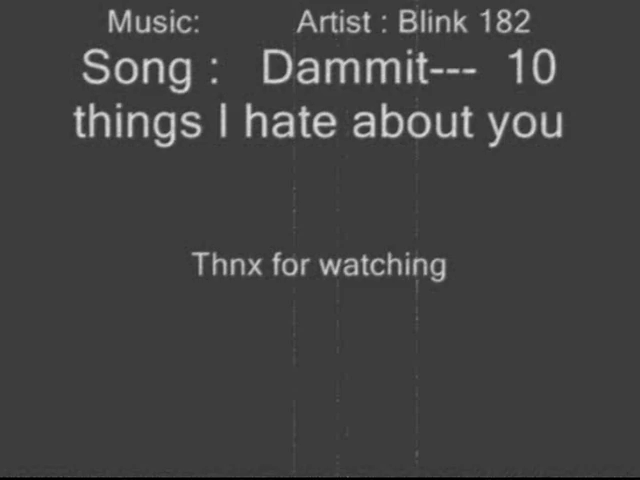 Music: Artist : Blink 182
Song : Dammit--- 10
things I hate about you
Thnx for watching